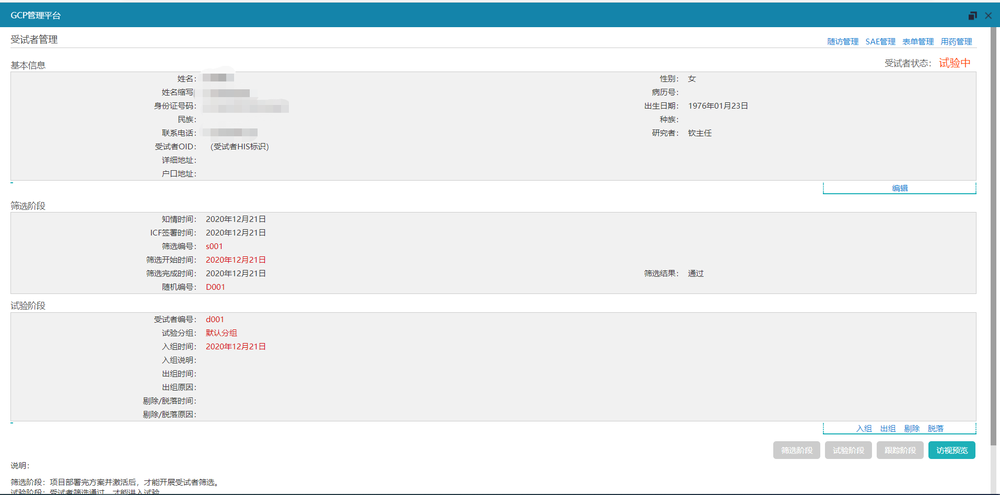 GCP管理平台
受试者管理
随访管理 SAE管理 表单管理 用药管理
基本信息
受试者状态： 试验中
姓名：
性别： 女
姓名缩写
病历号：
身份证号码：
出生日期： 1976年01月23日
民族：
种族：
联系电话：
研究者： 钦主任
受试者OID： (受试者HIS标识)
详细地址：
户口地址：
编辑
筛选阶段
知情时间： 2020年12月21日
ICF签署时间： 2020年12月21日
筛选编号： s001
筛选开始时间： 2020年12月21日
筛选完成时间： 2020年12月21日
筛选结果： 通过
随机编号： D001
试验阶段
受试者编号： d001
试验分组： 默认分组
入组时间： 2020年12月21日
入组说明：
出组时间：
出组原因：
剔除/脱落时间：
剔除/脱落原因：
入组 出组 剔除 脱落
筛选阶段 试验阶段 跟踪阶段 访视预览
说明：
筛选阶段：项目部署完方案并激活后，才能开展受试者筛选。
试验阶段：受试者筛选通过，才能进入试验